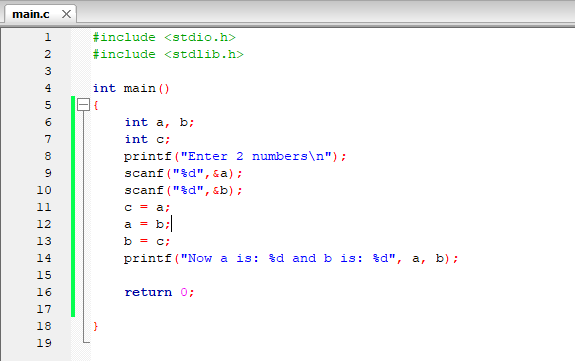 main.c
1 #include <stdio.h>
2 #include <stdlib.h>
3
4 int main()
5 {
6 int a, b;
7 int c;
8 printf("Enter 2 numbers\n");
9 scanf("%d",&a);
10 scanf("%d",&b);
11 c = a;
12 a = b;
13 b = c;
14 printf("Now a is: %d and b is: %d", a, b);
15
16 return 0;
17
18 }
19